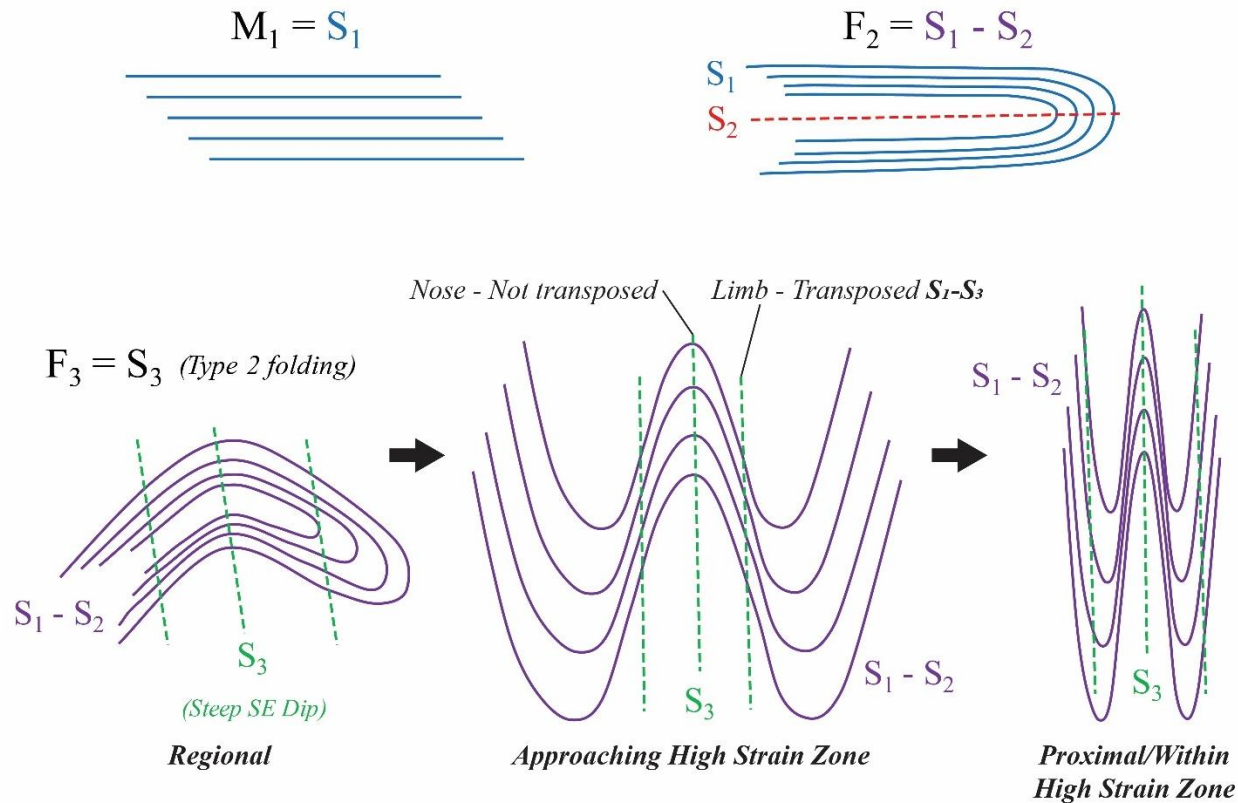 M₁ = S₁
F₂ = S₁ - S₂
S₁
S₂
Nose - Not transposed
Limb - Transposed S₁-S₃
F₃ = S₃ (Type 2 folding)
S₁ - S₂
S₁ - S₂
S₃
(Steep SE Dip)
S₃
S₁ - S₂
S₃
Regional
Approaching High Strain Zone
Proximal/Within
High Strain Zone